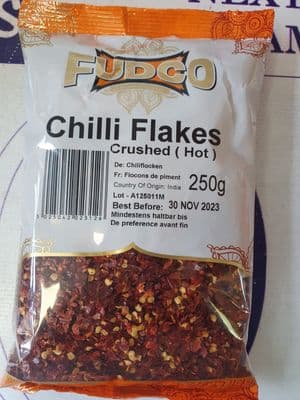 FUDCO
Chilli Flakes
Crushed ( Hot )
De: Chiliflocken
Fr: Flocons de piment
Country Of Origin: India
250g
Lot - A125011M
Best Before: 30 NOV 2023
Mindestens haltbar bis
De preference avant fin